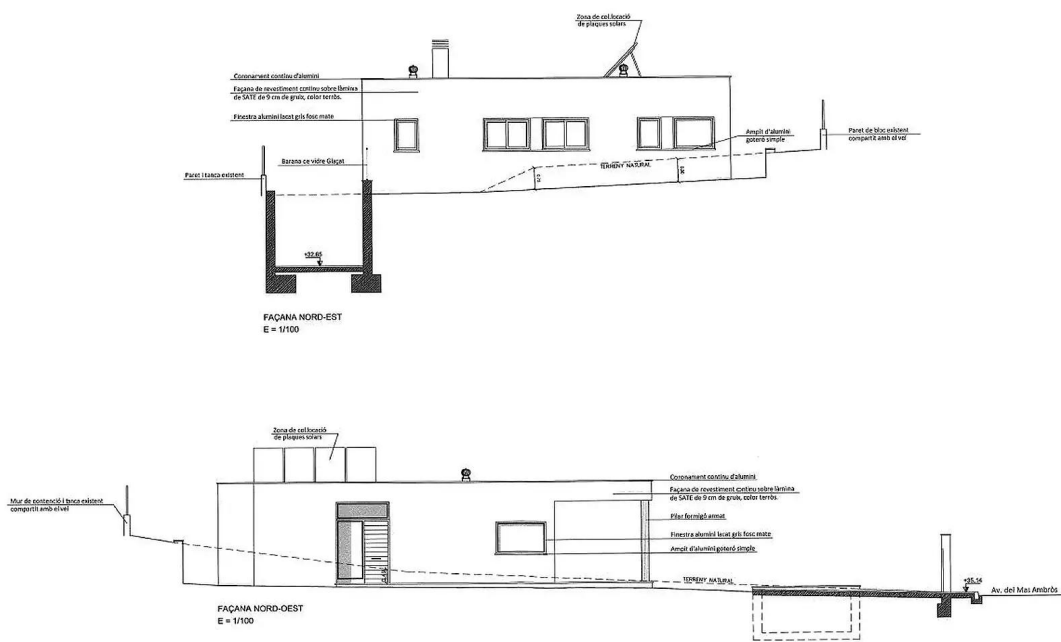 Zona de col.locació
de plaques solars
Coronament continu d'alumini
Façana de revestiment continu sobre làmina
de SATE de 9 cm de gruix, color terròs.
Finestra alumini lacat gris fosc mate
Ampit d'alumini
goteró simple
Paret de bloc existent
compartit amb el veí
Barana de vidre Glaçat
TERRENY NATURAL
Paret i tanca existent
+32.65
FAÇANA NORD-EST
E = 1/100
Zona de col.locació
de plaques solars
Coronament continu d'alumini
Façana de revestiment continu sobre làmina
de SATE de 9 cm de gruix, color terròs.
Mur de contenció i tanca existent
compartit amb el veí
Pilar formigó armat
Finestra alumini lacat gris fosc mate
Ampit d'alumini goteró simple
TERRENY NATURAL
+35.14
Av. del Mas Ambròs
FAÇANA NORD-OEST
E = 1/100